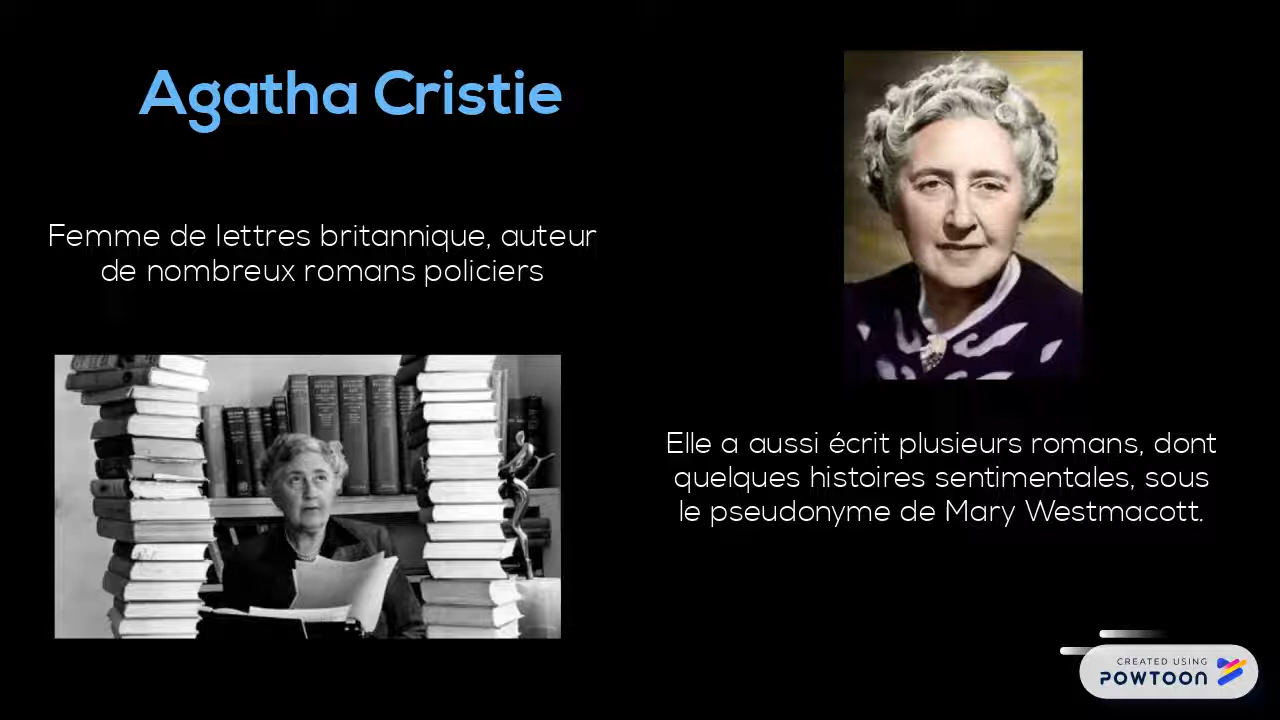 Agatha Cristie
Femme de lettres britannique, auteur
de nombreux romans policiers
Elle a aussi écrit plusieurs romans, dont
quelques histoires sentimentales, sous
le pseudonyme de Mary Westmacott.
CREATED USING
POWTOON